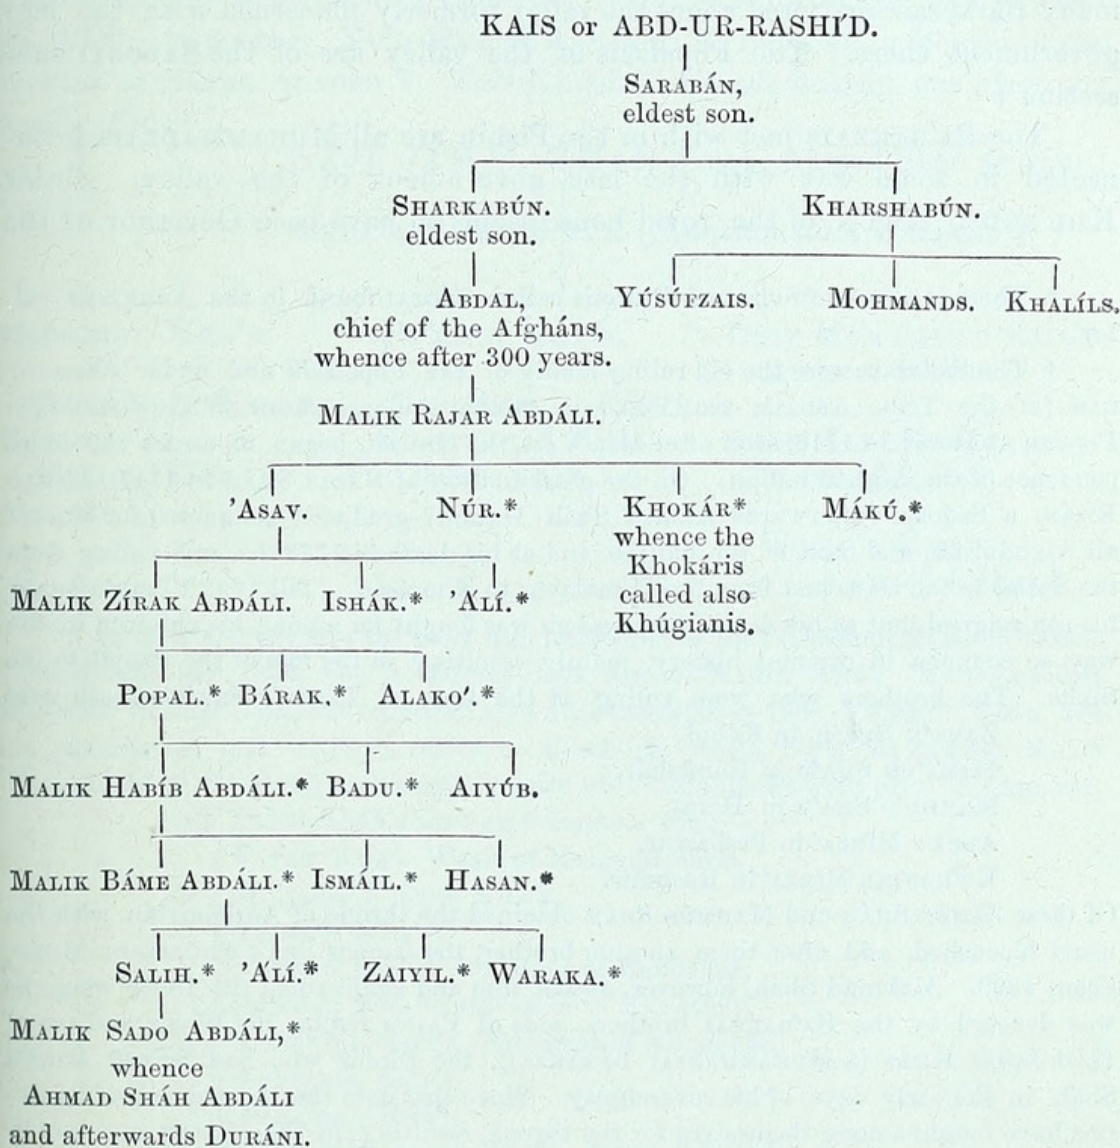 KAIS or ABD-UR-RASHÍD.
SARABÁN,
eldest son.
SHARKABÚN. KHARSHABÚN.
eldest son.
ABDAL, YÚSÚFZAIS. MOHMANDS. KHALÍLS.
chief of the Afgháns,
whence after 300 years.
MALIK RAJAR ABDÁLI.
'ASAV. NÚR.* KHOKÁR* MÁKÚ.*
whence the
Khokáris
called also
Khúgianis.
MALIK ZÍRAK ABDÁLI. ISHÁK.* 'ALÍ.*
POPAL.* BÁRAK.* ALAKO'.*
MALIK HABÍB ABDÁLI.* BADU.* AIYÚB.
MALIK BÁME ABDÁLI.* ISMÁIL.* HASAN.*
SALIH.* 'ALÍ.* ZAIYIL.* WARAKA.*
MALIK SADO ABDÁLI,*
whence
AHMAD SHÁH ABDÁLI
and afterwards DURÁNI.